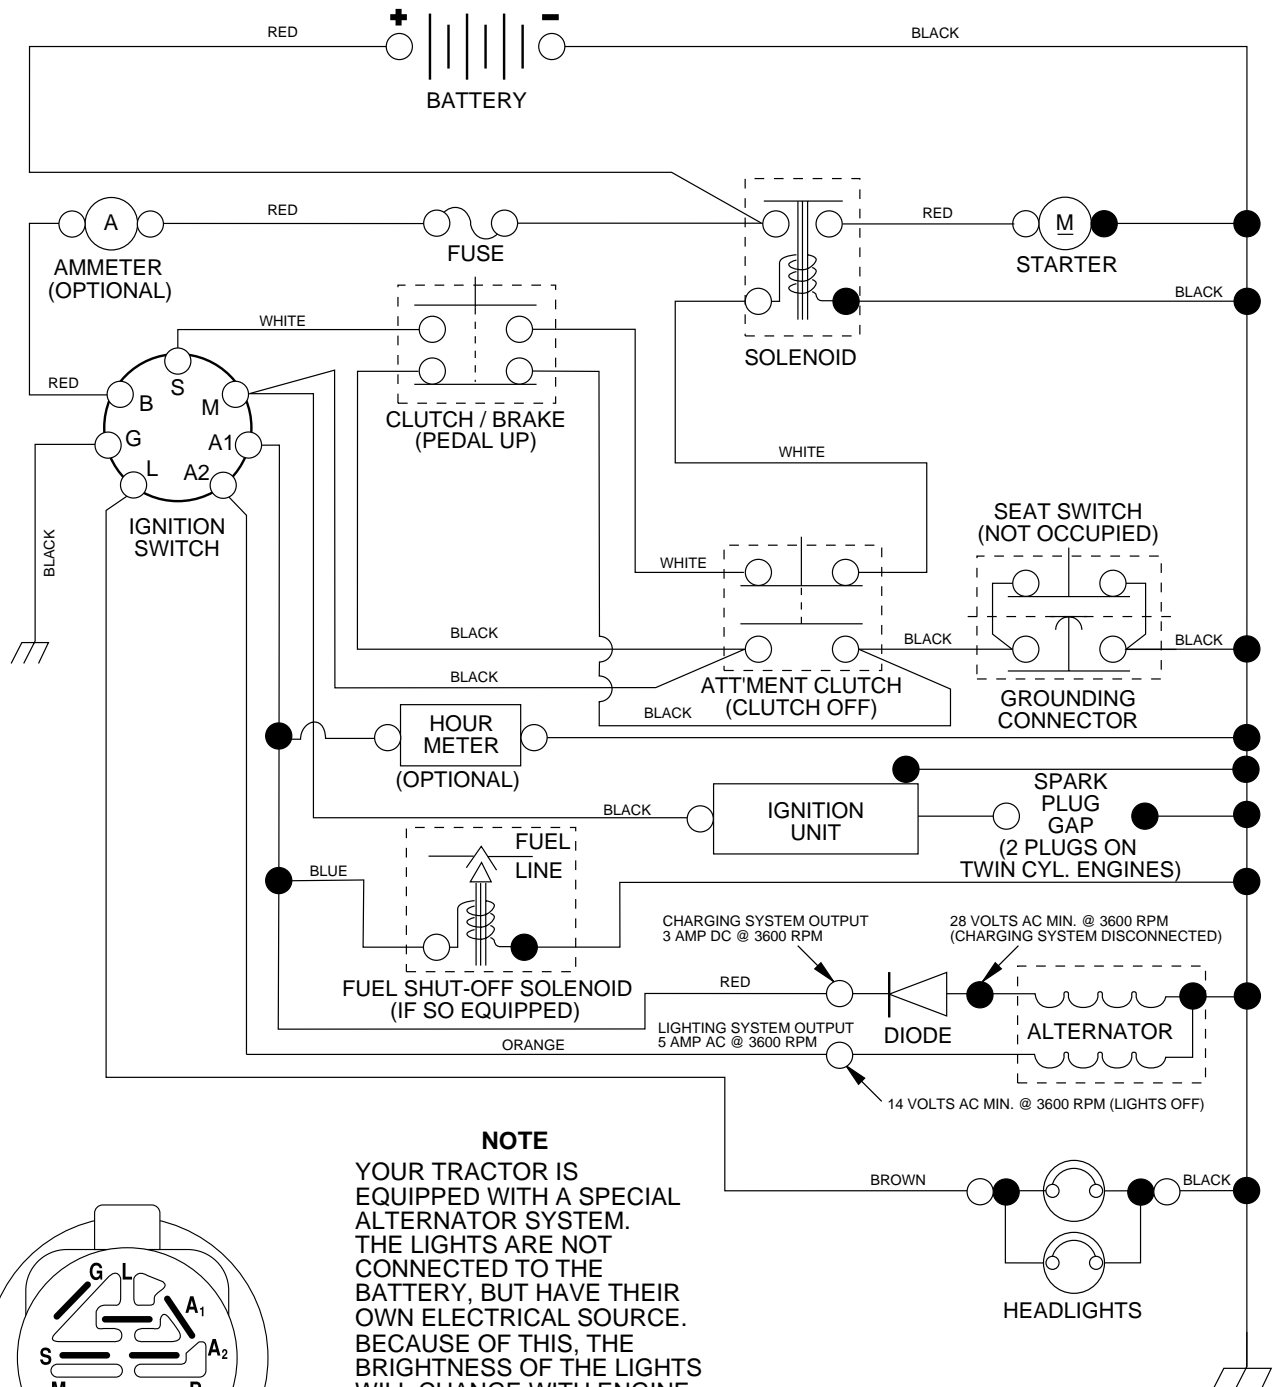 + −
RED
BLACK
BATTERY
A
RED
FUSE
RED
M
STARTER
AMMETER
(OPTIONAL)
BLACK
SOLENOID
WHITE
S
RED
B
M
G
A1
L
A2
IGNITION
SWITCH
CLUTCH / BRAKE
(PEDAL UP)
WHITE
BLACK
SEAT SWITCH
(NOT OCCUPIED)
WHITE
BLACK
BLACK
BLACK
BLACK
ATT'MENT CLUTCH
(CLUTCH OFF)
GROUNDING
CONNECTOR
BLACK
HOUR
METER
(OPTIONAL)
BLACK
IGNITION
UNIT
SPARK
PLUG
GAP
(2 PLUGS ON
TWIN CYL. ENGINES)
FUEL
LINE
BLUE
FUEL SHUT-OFF SOLENOID
(IF SO EQUIPPED)
CHARGING SYSTEM OUTPUT
3 AMP DC @ 3600 RPM
28 VOLTS AC MIN. @ 3600 RPM
(CHARGING SYSTEM DISCONNECTED)
RED
DIODE
ALTERNATOR
LIGHTING SYSTEM OUTPUT
5 AMP AC @ 3600 RPM
ORANGE
14 VOLTS AC MIN. @ 3600 RPM (LIGHTS OFF)
BROWN
BLACK
HEADLIGHTS
NOTE
YOUR TRACTOR IS
EQUIPPED WITH A SPECIAL
ALTERNATOR SYSTEM.
THE LIGHTS ARE NOT
CONNECTED TO THE
BATTERY, BUT HAVE THEIR
OWN ELECTRICAL SOURCE.
BECAUSE OF THIS, THE
BRIGHTNESS OF THE LIGHTS
WILL CHANGE WITH ENGINE
G L
A1
A2
S
M
B